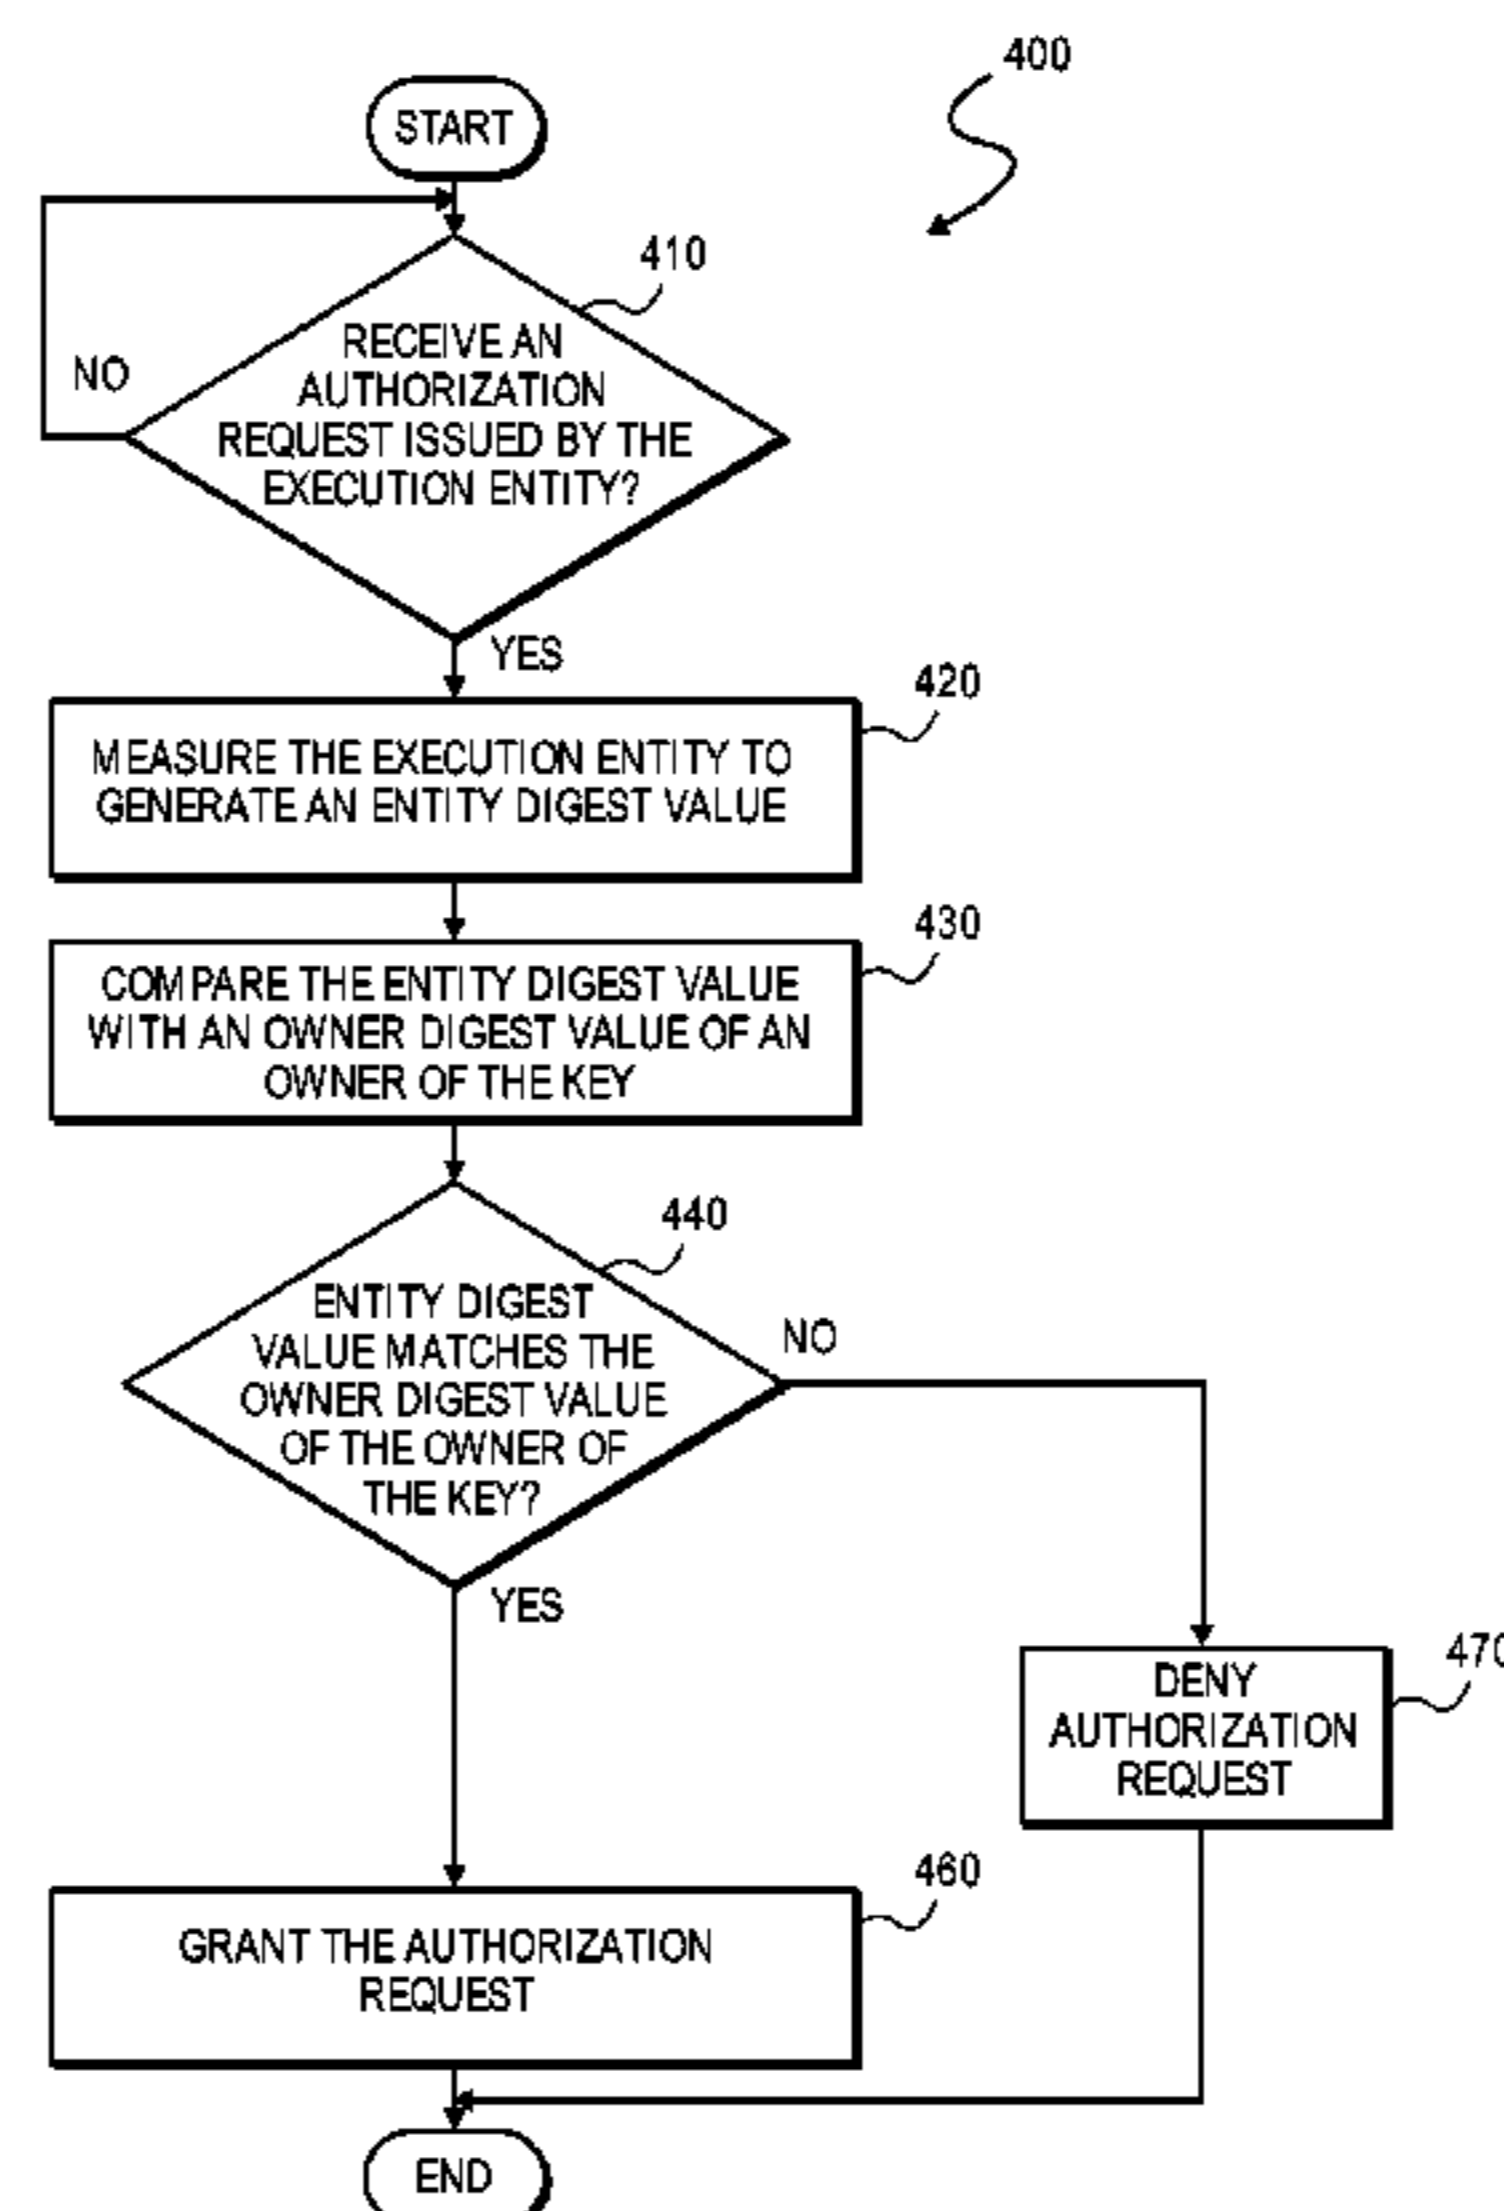 400
START
410
RECEIVE AN
AUTHORIZATION
REQUEST ISSUED BY THE
EXECUTION ENTITY?
NO
YES
420
MEASURE THE EXECUTION ENTITY TO
GENERATE AN ENTITY DIGEST VALUE
430
COMPARE THE ENTITY DIGEST VALUE
WITH AN OWNER DIGEST VALUE OF AN
OWNER OF THE KEY
440
ENTITY DIGEST
VALUE MATCHES THE
OWNER DIGEST VALUE
OF THE OWNER OF
THE KEY?
NO
YES
470
DENY
AUTHORIZATION
REQUEST
460
GRANT THE AUTHORIZATION
REQUEST
END